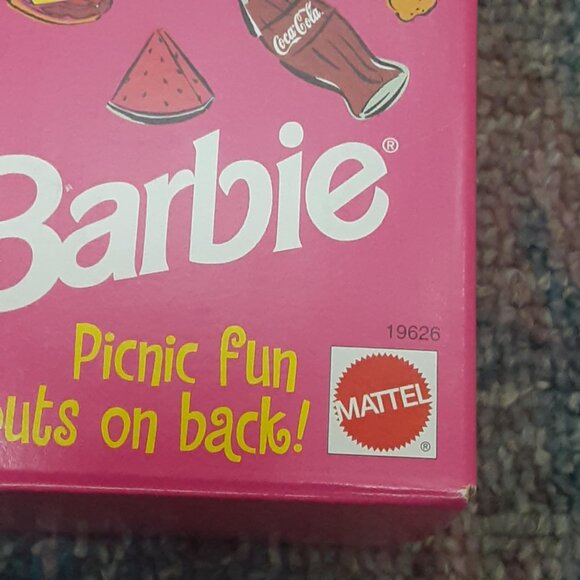 Coca-Cola
Barbie®
19626
Picnic fun
outs on back!
MATTEL
®